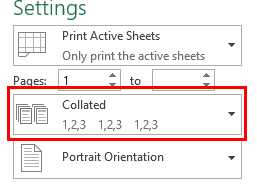 Settings
Print Active Sheets
Only print the active sheets
Pages: 1 to
Collated
1,2,3 1,2,3 1,2,3
Portrait Orientation